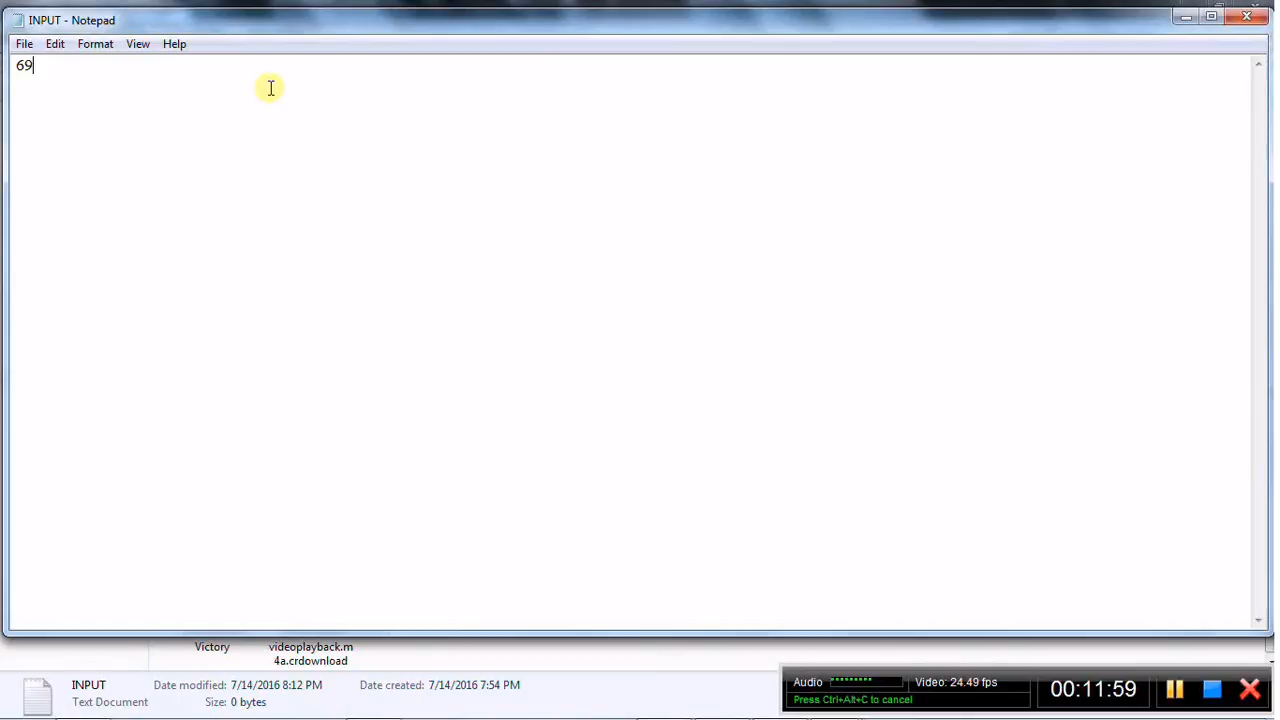 INPUT - Notepad
File Edit Format View Help
69
Victory videoplayback.m
4a.crdownload
INPUT Date modified: 7/14/2016 8:12 PM Date created: 7/14/2016 7:54 PM
Text Document Size: 0 bytes
Audio Video: 24.49 fps
Press Ctrl+Alt+C to cancel
00:11:59